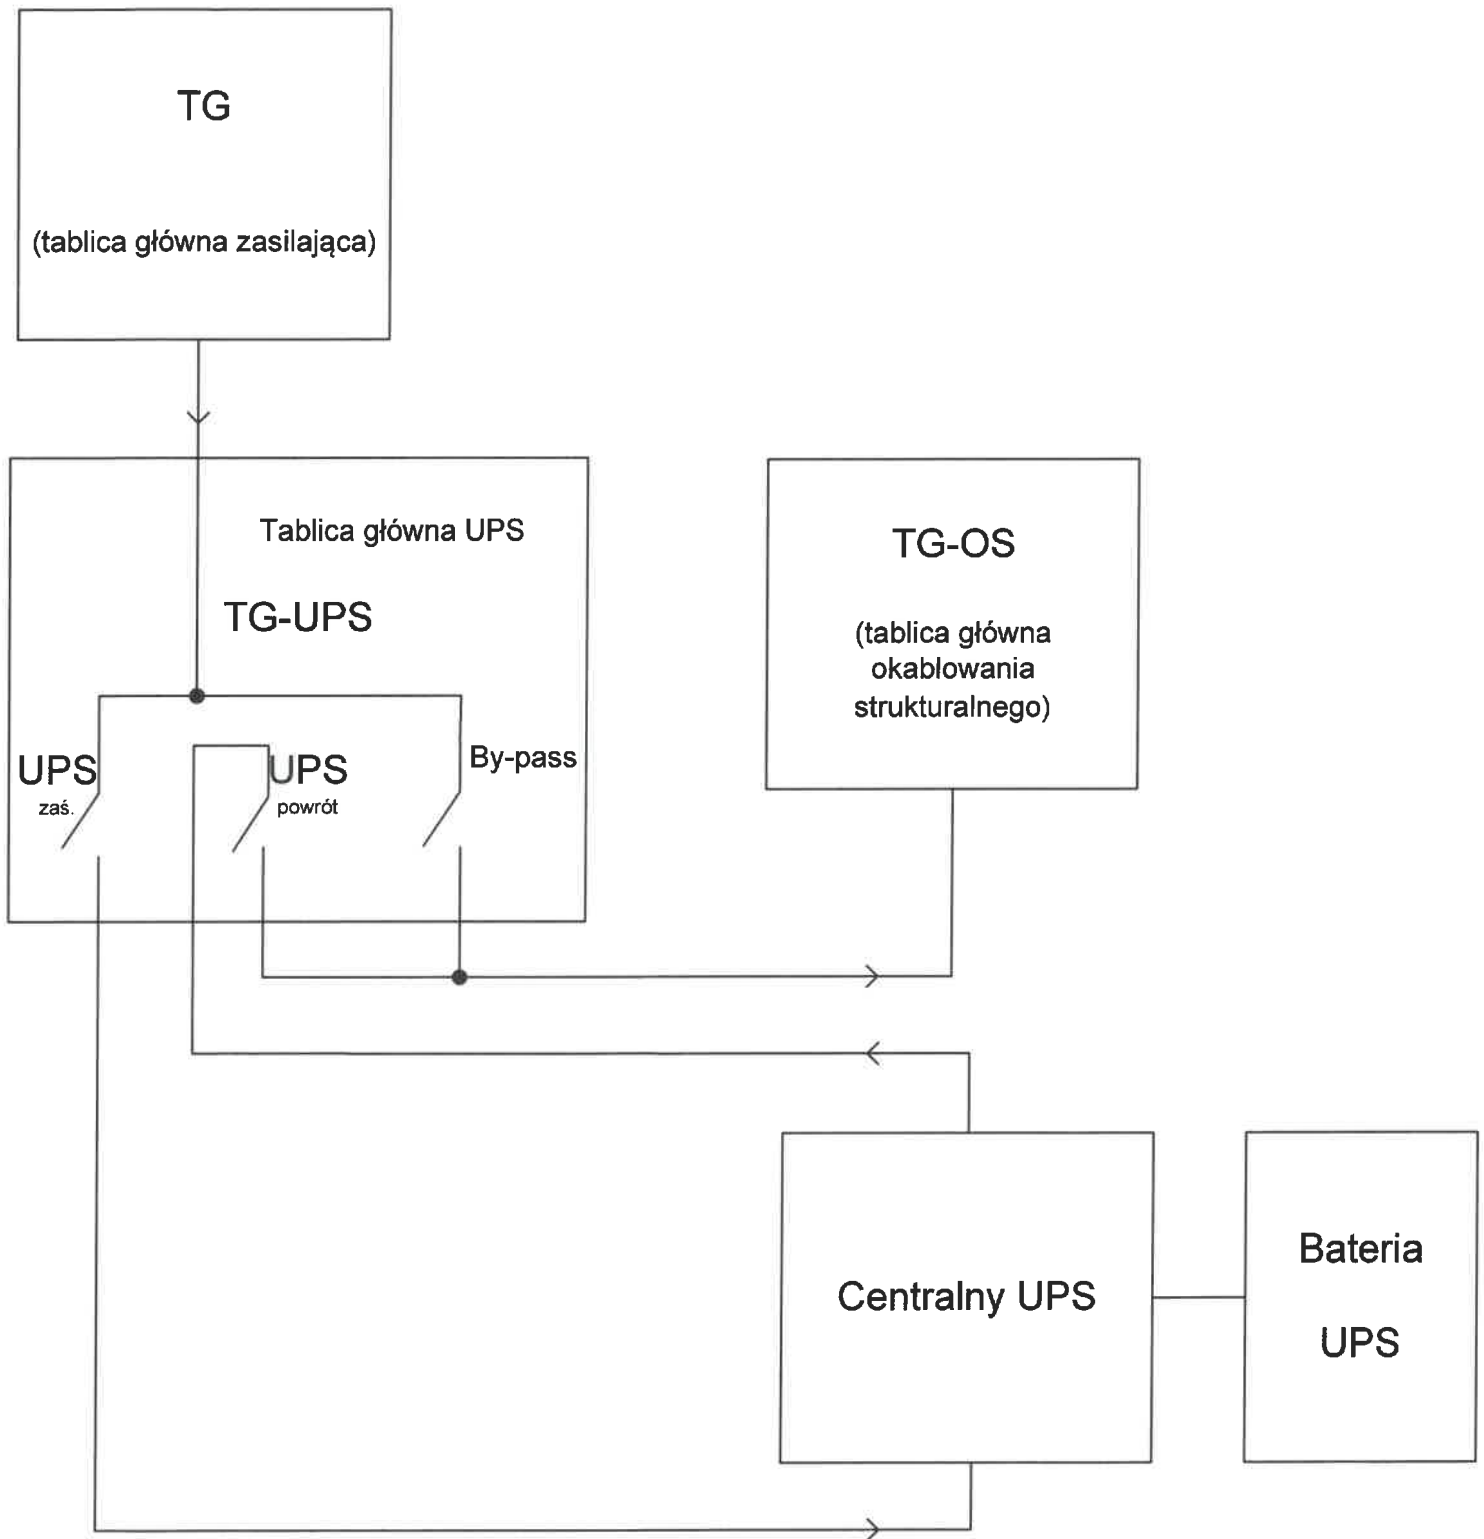 TG
(tablica główna zasilająca)
Tablica główna UPS
TG-UPS
UPS
zaś.
UPS
powrót
By-pass
TG-OS
(tablica główna
okablowania
strukturalnego)
Centralny UPS
Bateria
UPS